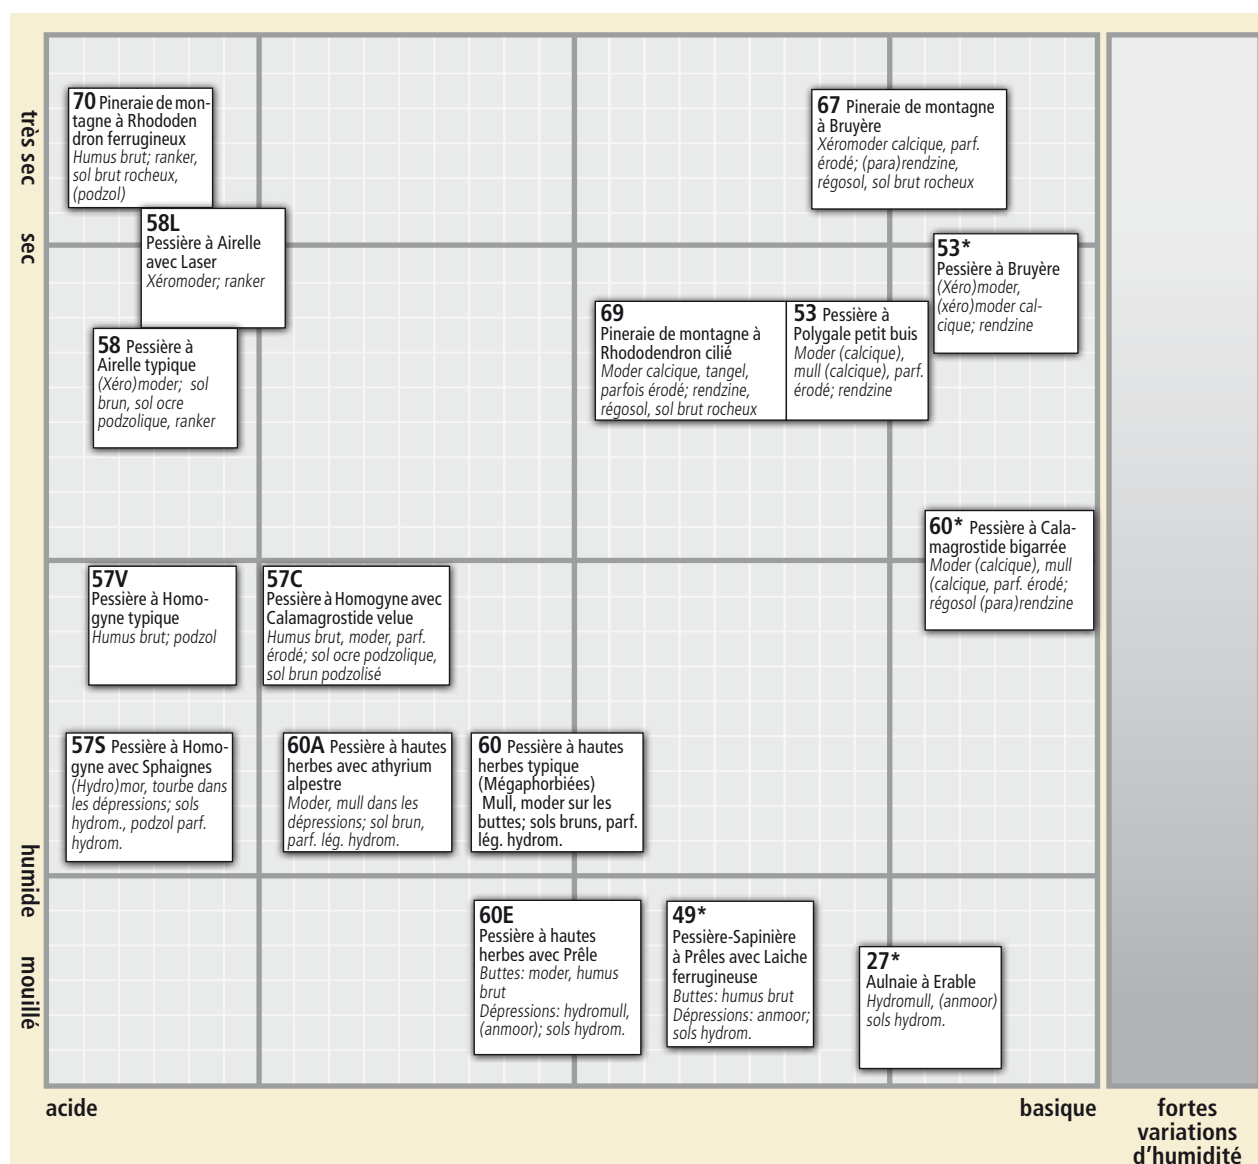 très sec
sec
humide
mouillé
70 Pineraie de mon-
tagne à Rhododen
dron ferrugineux
Humus brut; ranker,
sol brut rocheux,
(podzol)
67 Pineraie de montagne
à Bruyère
Xéromoder calcique, parf.
érodé; (para)rendzine,
régosol, sol brut rocheux
58L
Pessière à Airelle
avec Laser
Xéromoder; ranker
53*
Pessière à Bruyère
(Xéro)moder,
(xéro)moder cal-
cique; rendzine
69
Pineraie de montagne à
Rhododendron cilié
Moder calcique, tangel,
parfois érodé; rendzine,
régosol, sol brut rocheux
53 Pessière à
Polygale petit buis
Moder (calcique),
mull (calcique), parf.
érodé; rendzine
58 Pessière à
Airelle typique
(Xéro)moder; sol
brun, sol ocre
podzolique, ranker
60* Pessière à Cala-
magrostide bigarrée
Moder (calcique), mull
(calcique, parf. érodé;
régosol (para)rendzine
57V
Pessière à Homo-
gyne typique
Humus brut; podzol
57C
Pessière à Homogyne avec
Calamagrostide velue
Humus brut, moder, parf.
érodé; sol ocre podzolique,
sol brun podzolisé
57S Pessière à Homo-
gyne avec Sphaignes
(Hydro)mor, tourbe dans
les dépressions; sols
hydrom., podzol parf.
hydrom.
60A Pessière à hautes
herbes avec athyrium
alpestre
Moder, mull dans les
dépressions; sol brun,
parf. lég. hydrom.
60 Pessière à hautes
herbes typique
(Mégaphorbiées)
Mull, moder sur les
buttes; sols bruns, parf.
lég. hydrom.
60E
Pessière à hautes
herbes avec Prêle
Buttes: moder, humus
brut
Dépressions: hydromull,
(anmoor); sols hydrom.
49*
Pessière-Sapinière
à Prêles avec Laiche
ferrugineuse
Buttes: humus brut
Dépressions: anmoor;
sols hydrom.
27*
Aulnaie à Erable
Hydromull, (anmoor)
sols hydrom.
acide
basique
fortes
variations
d'humidité